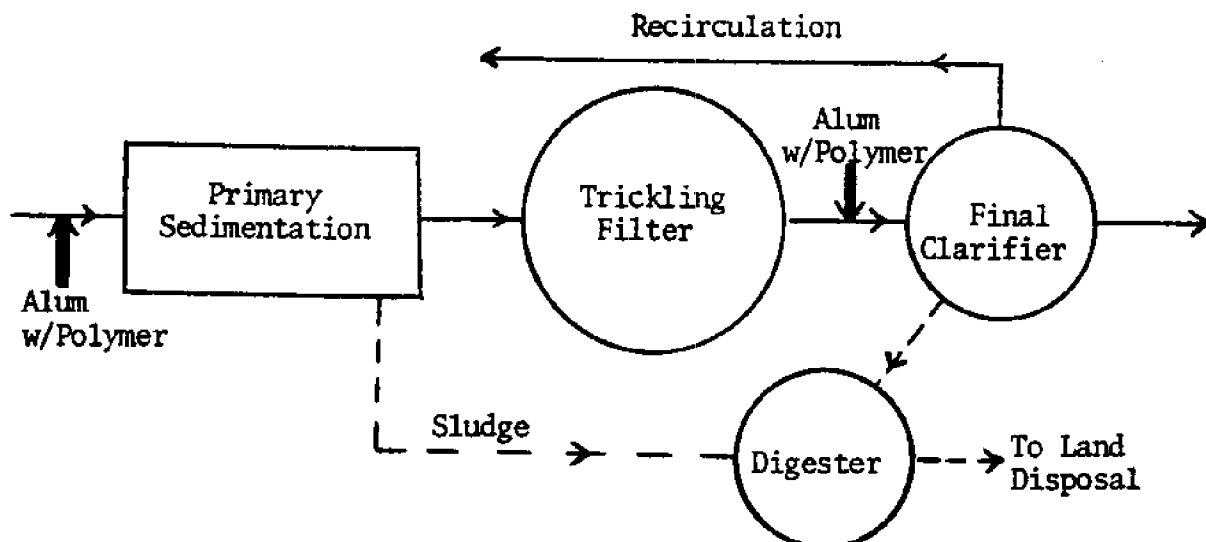 Recirculation
Alum
w/Polymer
Primary
Sedimentation
Trickling
Filter
Final
Clarifier
Alum
w/Polymer
Sludge
Digester
To Land
Disposal